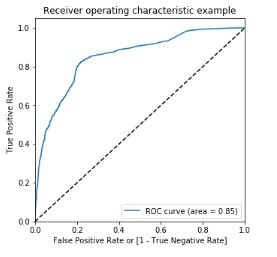 Receiver operating characteristic example
True Positive Rate
1.0
0.8
0.6
0.4
0.2
0.0
0.0 0.2 0.4 0.6 0.8 1.0
ROC curve (area = 0.85)
False Positive Rate or [1 - True Negative Rate]